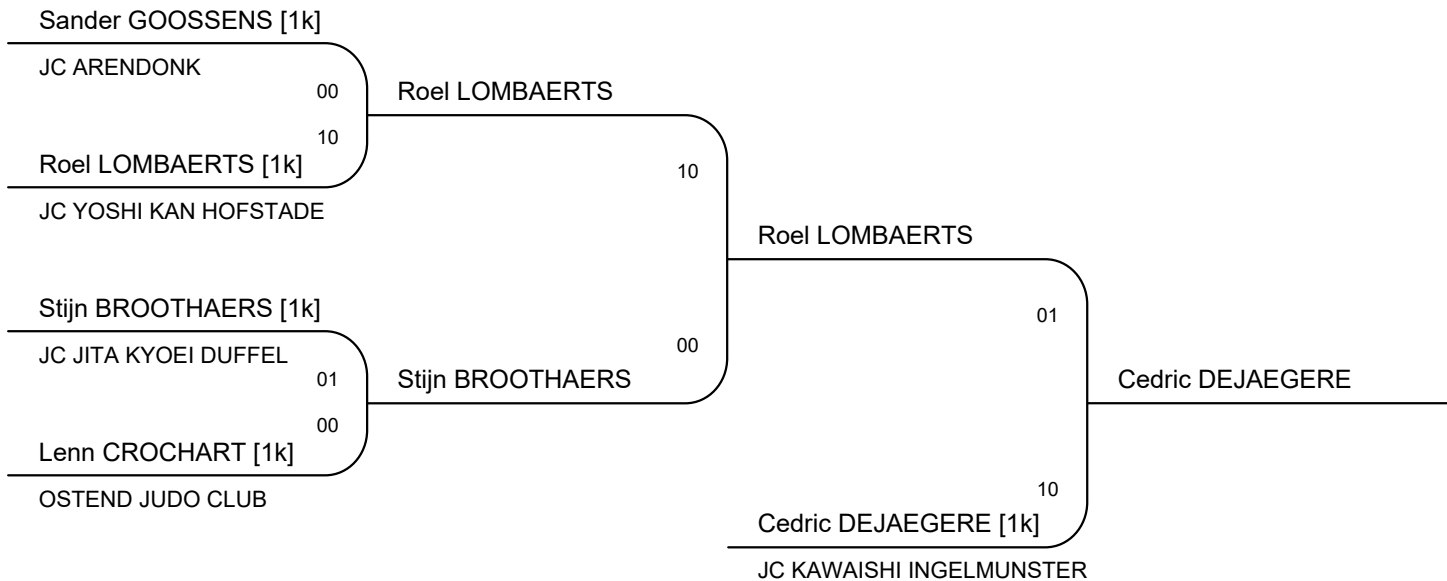 Sander GOOSSENS [1k]
JC ARENDONK
00
Roel LOMBAERTS
10
Roel LOMBAERTS [1k]
JC YOSHI KAN HOFSTADE
10
Roel LOMBAERTS
Stijn BROOTHAERS [1k]
JC JITA KYOEI DUFFEL
01
00
Stijn BROOTHAERS
01
Cedric DEJAEGERE
00
Lenn CROCHART [1k]
OSTEND JUDO CLUB
10
Cedric DEJAEGERE [1k]
JC KAWAISHI INGELMUNSTER